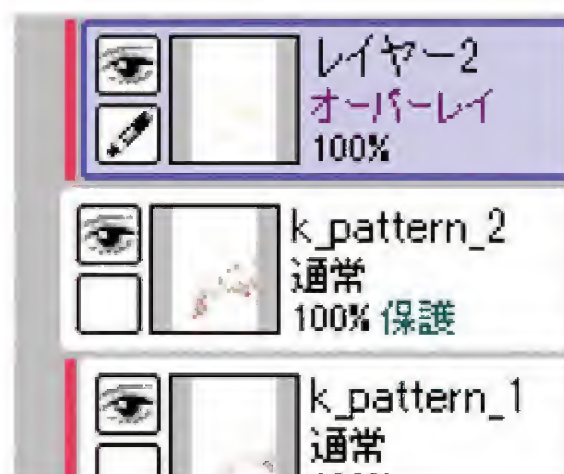 レイヤー2
オーバーレイ
100%
k_pattern_2
通常
100% 保護
k_pattern_1
通常